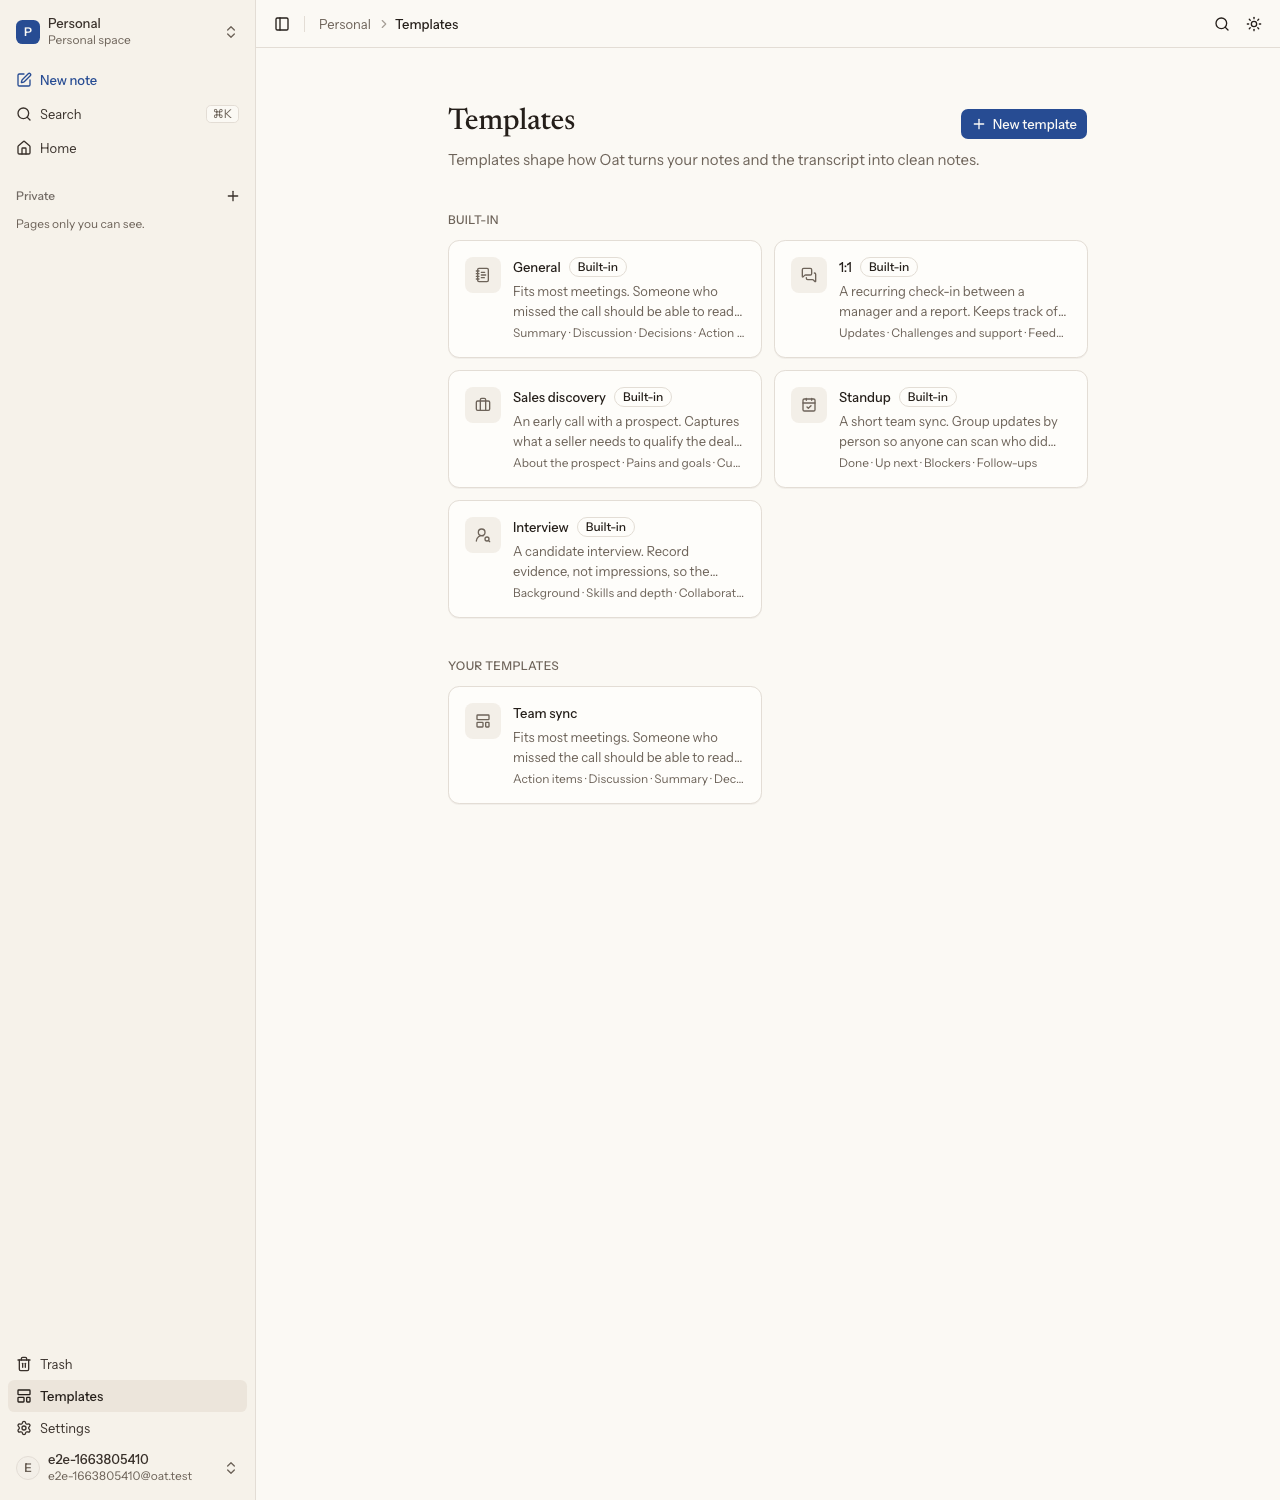 P
Personal
Personal space
New note
Search
⌘K
Home
Private
Pages only you can see.
Trash
Templates
Settings
E
e2e-1663805410
e2e-1663805410@oat.test
Personal
Templates
Templates
New template
Templates shape how Oat turns your notes and the transcript into clean notes.
BUILT-IN
General
Built-in
Fits most meetings. Someone who
missed the call should be able to read…
Summary · Discussion · Decisions · Action …
1:1
Built-in
A recurring check-in between a
manager and a report. Keeps track of…
Updates · Challenges and support · Feed…
Sales discovery
Built-in
An early call with a prospect. Captures
what a seller needs to qualify the deal…
About the prospect · Pains and goals · Cu…
Standup
Built-in
A short team sync. Group updates by
person so anyone can scan who did…
Done · Up next · Blockers · Follow-ups
Interview
Built-in
A candidate interview. Record
evidence, not impressions, so the…
Background · Skills and depth · Collaborat…
YOUR TEMPLATES
Team sync
Fits most meetings. Someone who
missed the call should be able to read…
Action items · Discussion · Summary · Dec…